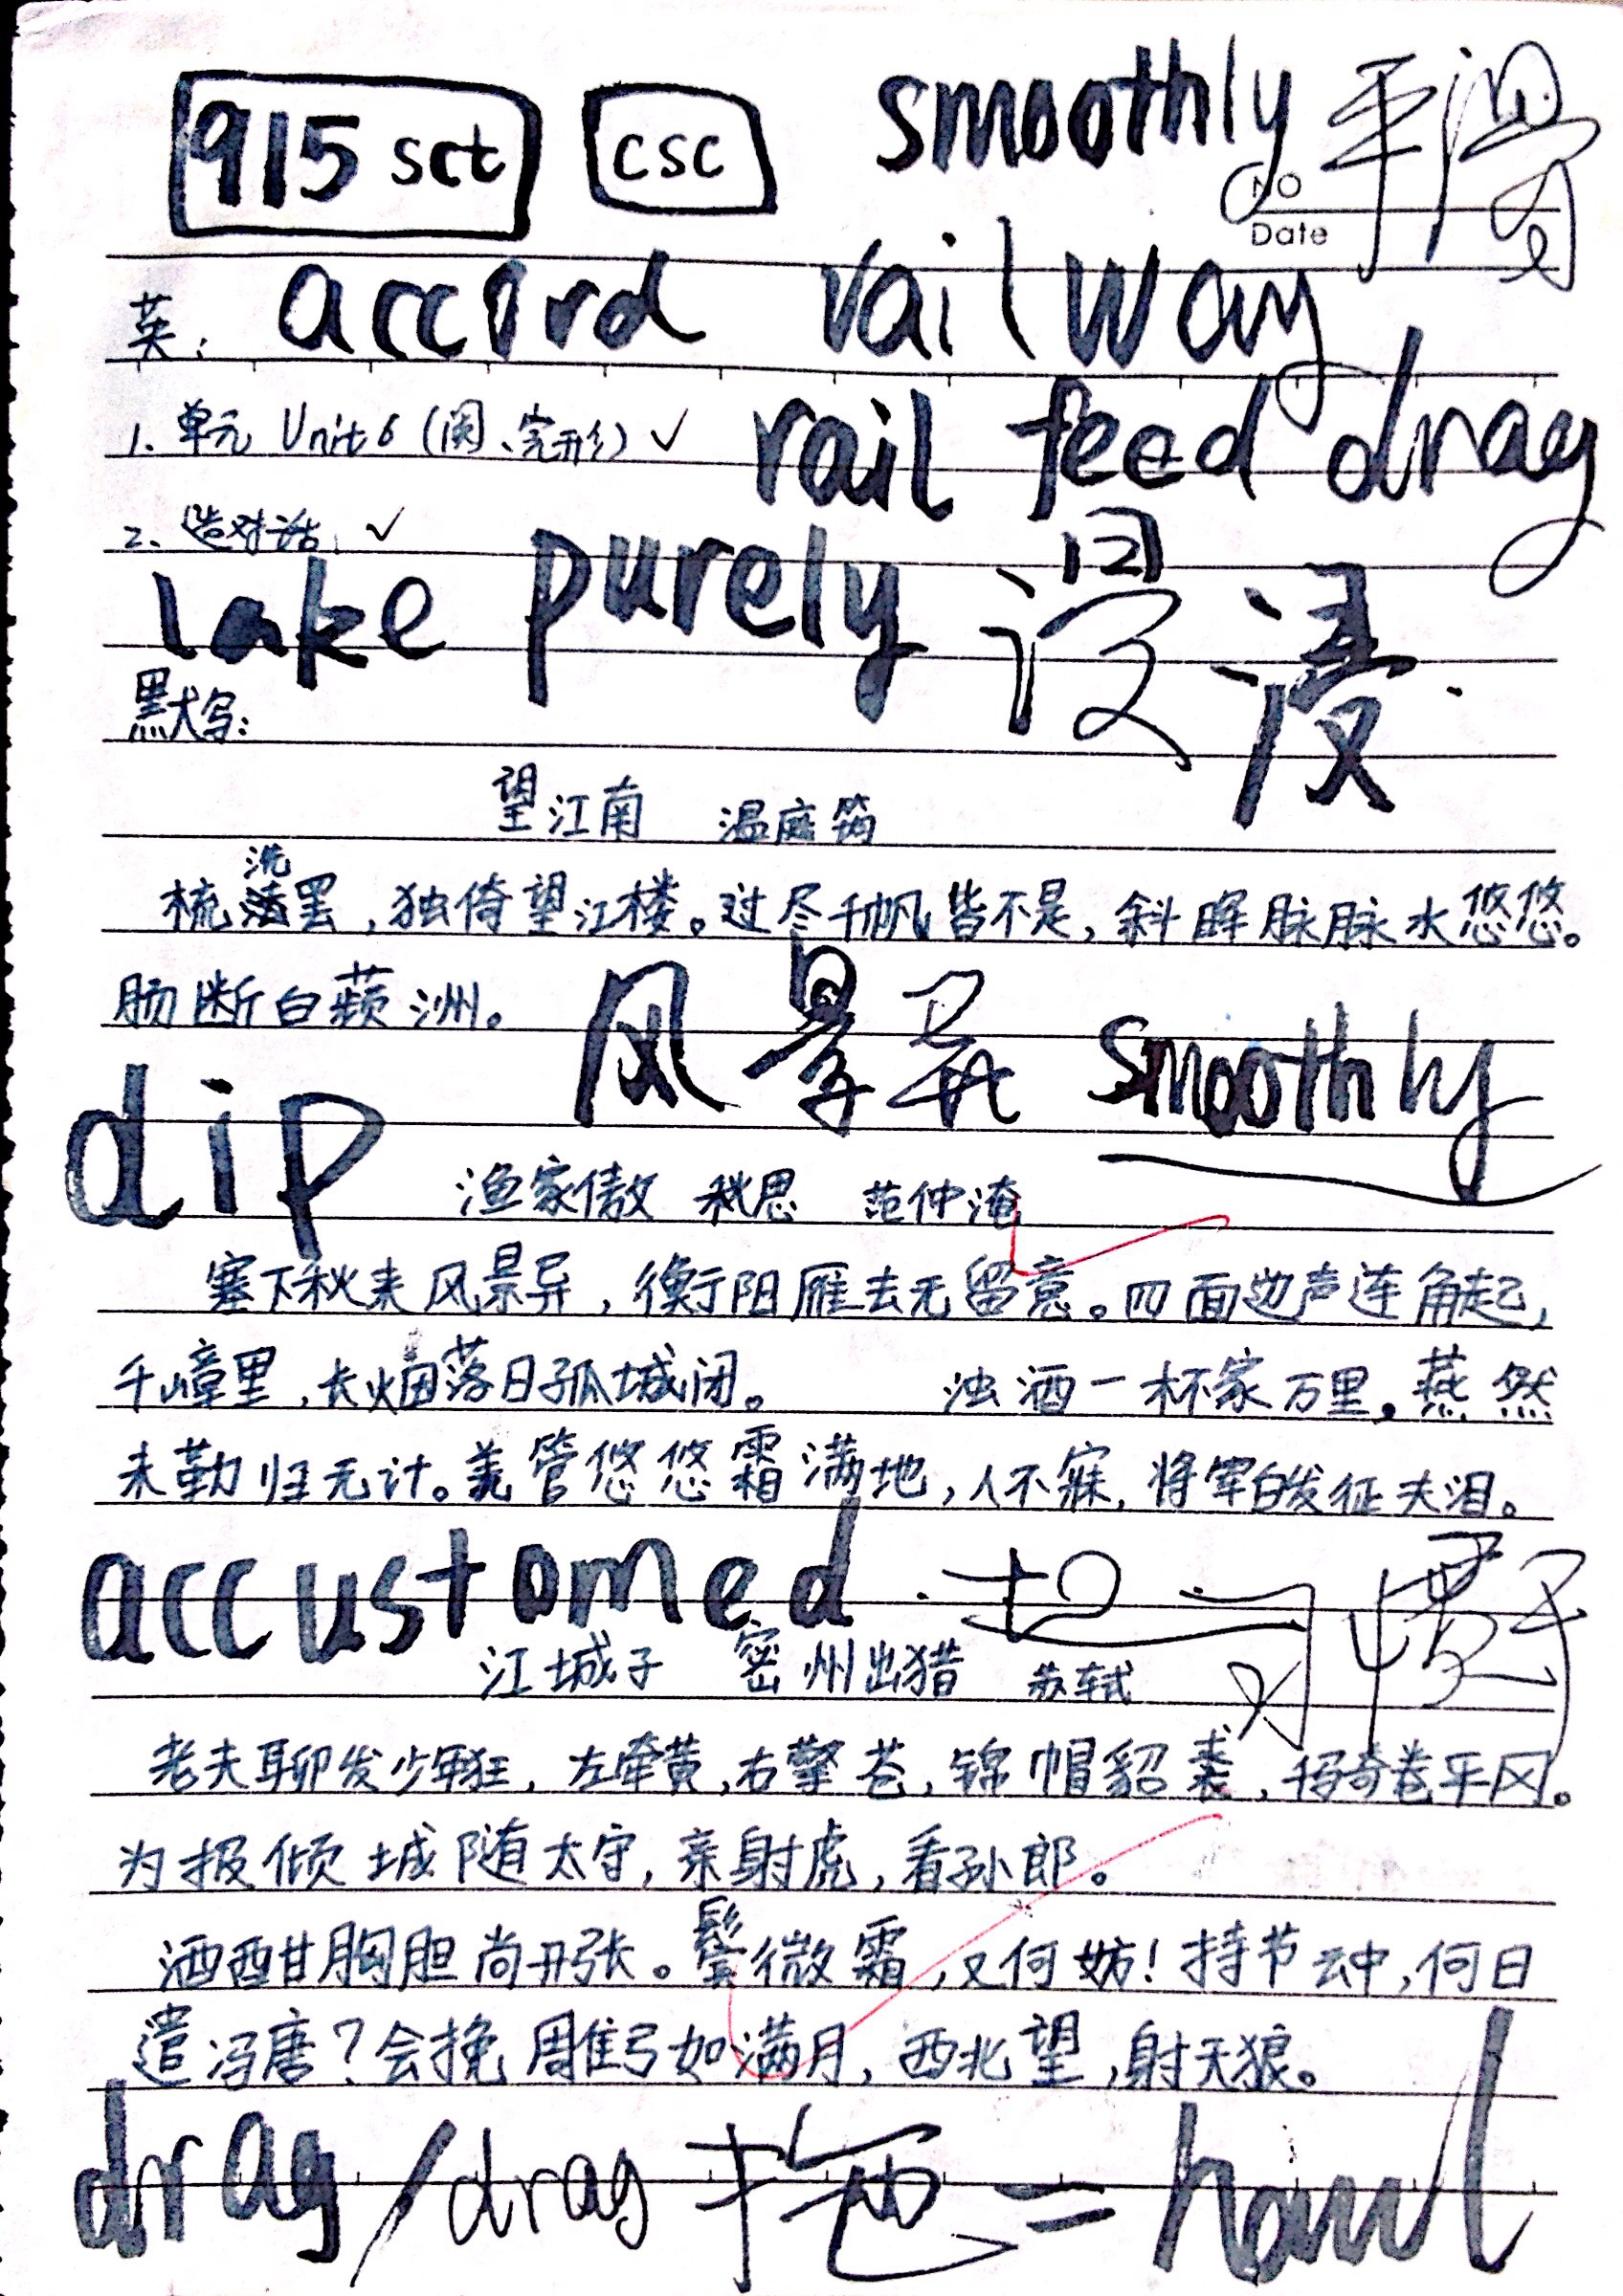 915 sct csc smoothly 平滑
NO
Date
英: accord railway
1. 单元 Unit 6 (阅、完形) ✓ rail feed drag
2. 造对话 ✓
lake purely 浸
默写:
望江南 温庭筠
梳洗罢,独倚望江楼。过尽千帆皆不是,斜晖脉脉水悠悠。
肠断白蘋洲。 风景异 smoothly
dip
渔家傲 秋思 范仲淹
塞下秋来风景异,衡阳雁去无留意。四面边声连角起,
千嶂里,长烟落日孤城闭。 浊酒一杯家万里,燕然
未勒归无计。羌管悠悠霜满地,人不寐,将军白发征夫泪。
accustomed 习惯
江城子 密州出猎 苏轼
老夫聊发少年狂,左牵黄,右擎苍,锦帽貂裘,千骑卷平冈。
为报倾城随太守,亲射虎,看孙郎。
酒酣胸胆尚开张。鬓微霜,又何妨!持节云中,何日
遣冯唐?会挽雕弓如满月,西北望,射天狼。
drag/drag 拖 = hawl